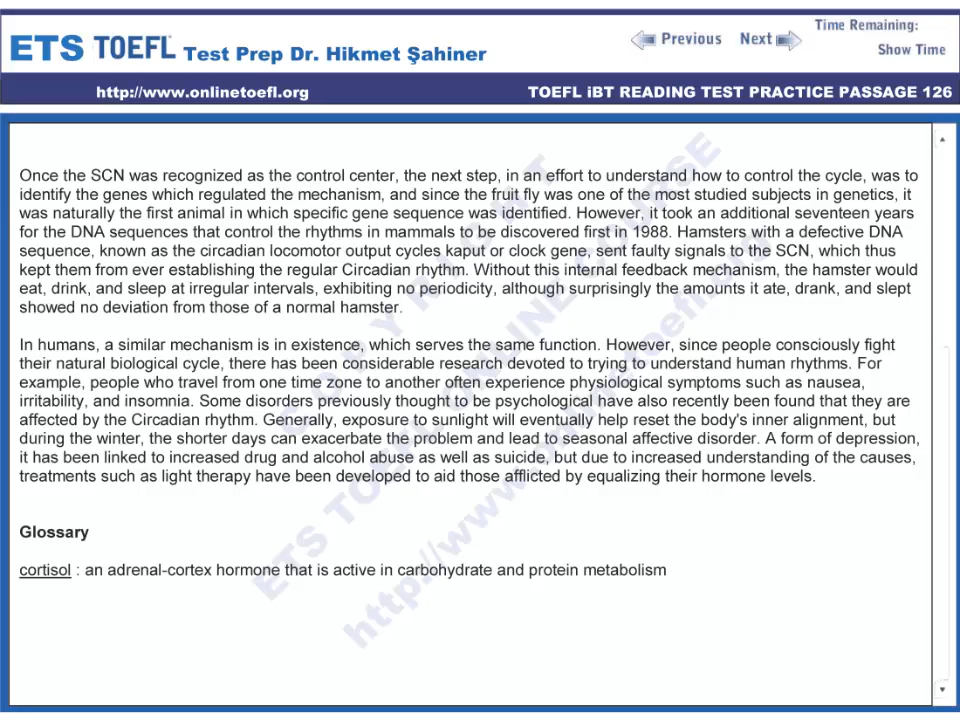 ETS TOEFL Test Prep Dr. Hikmet Şahiner
Previous Next
Time Remaining:
Show Time
http://www.onlinetoefl.org
TOEFL iBT READING TEST PRACTICE PASSAGE 126
Once the SCN was recognized as the control center, the next step, in an effort to understand how to control the cycle, was to
identify the genes which regulated the mechanism, and since the fruit fly was one of the most studied subjects in genetics, it
was naturally the first animal in which specific gene sequence was identified. However, it took an additional seventeen years
for the DNA sequences that control the rhythms in mammals to be discovered first in 1988. Hamsters with a defective DNA
sequence, known as the circadian locomotor output cycles kaput or clock gene, sent faulty signals to the SCN, which thus
kept them from ever establishing the regular Circadian rhythm. Without this internal feedback mechanism, the hamster would
eat, drink, and sleep at irregular intervals, exhibiting no periodicity, although surprisingly the amounts it ate, drank, and slept
showed no deviation from those of a normal hamster.
In humans, a similar mechanism is in existence, which serves the same function. However, since people consciously fight
their natural biological cycle, there has been considerable research devoted to trying to understand human rhythms. For
example, people who travel from one time zone to another often experience physiological symptoms such as nausea,
irritability, and insomnia. Some disorders previously thought to be psychological have also recently been found that they are
affected by the Circadian rhythm. Generally, exposure to sunlight will eventually help reset the body's inner alignment, but
during the winter, the shorter days can exacerbate the problem and lead to seasonal affective disorder. A form of depression,
it has been linked to increased drug and alcohol abuse as well as suicide, but due to increased understanding of the causes,
treatments such as light therapy have been developed to aid those afflicted by equalizing their hormone levels.
Glossary
cortisol : an adrenal-cortex hormone that is active in carbohydrate and protein metabolism
ETS TOEFL ONLINE COURSE
http://www.onlinetoefl.org